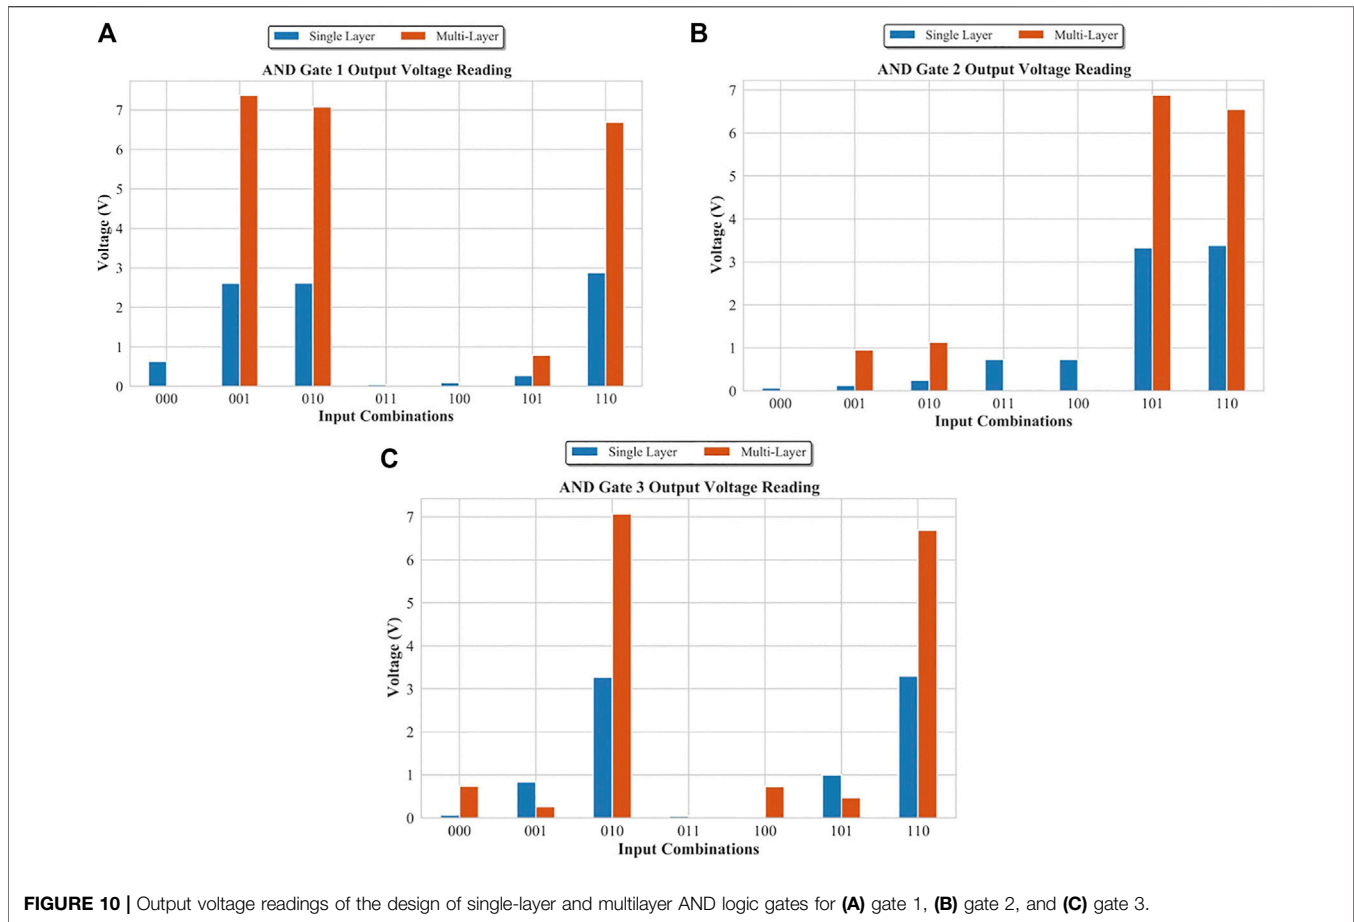 A
Single Layer Multi-Layer
AND Gate 1 Output Voltage Reading
Voltage (V)
7
6
5
4
3
2
1
0
000 001 010 011 100 101 110
Input Combinations
B
Single Layer Multi-Layer
AND Gate 2 Output Voltage Reading
Voltage (V)
7
6
5
4
3
2
1
0
000 001 010 011 100 101 110
Input Combinations
C
Single Layer Multi-Layer
AND Gate 3 Output Voltage Reading
Voltage (V)
7
6
5
4
3
2
1
0
000 001 010 011 100 101 110
Input Combinations
FIGURE 10 | Output voltage readings of the design of single-layer and multilayer AND logic gates for (A) gate 1, (B) gate 2, and (C) gate 3.